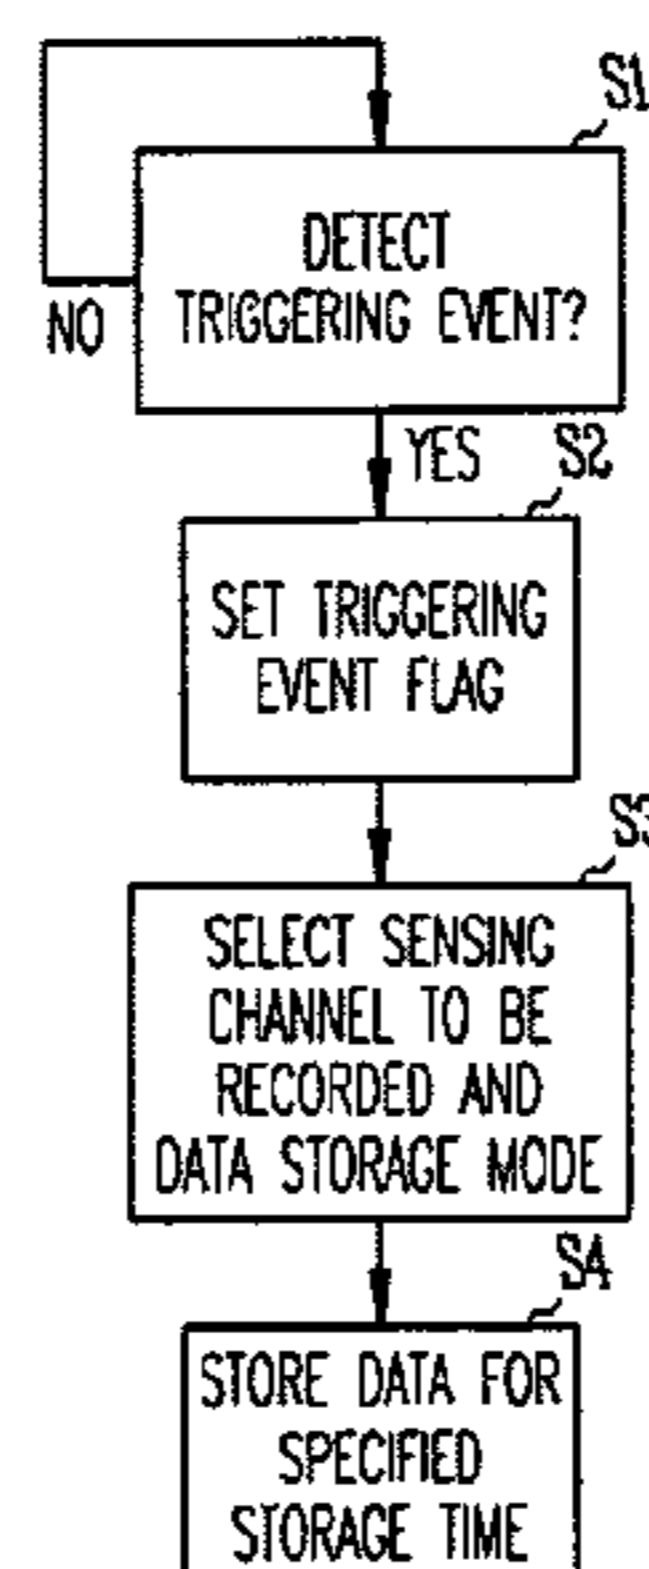 S1
DETECT
TRIGGERING EVENT?
NO
YES
S2
SET TRIGGERING
EVENT FLAG
S3
SELECT SENSING
CHANNEL TO BE
RECORDED AND
DATA STORAGE MODE
S4
STORE DATA FOR
SPECIFIED
STORAGE TIME